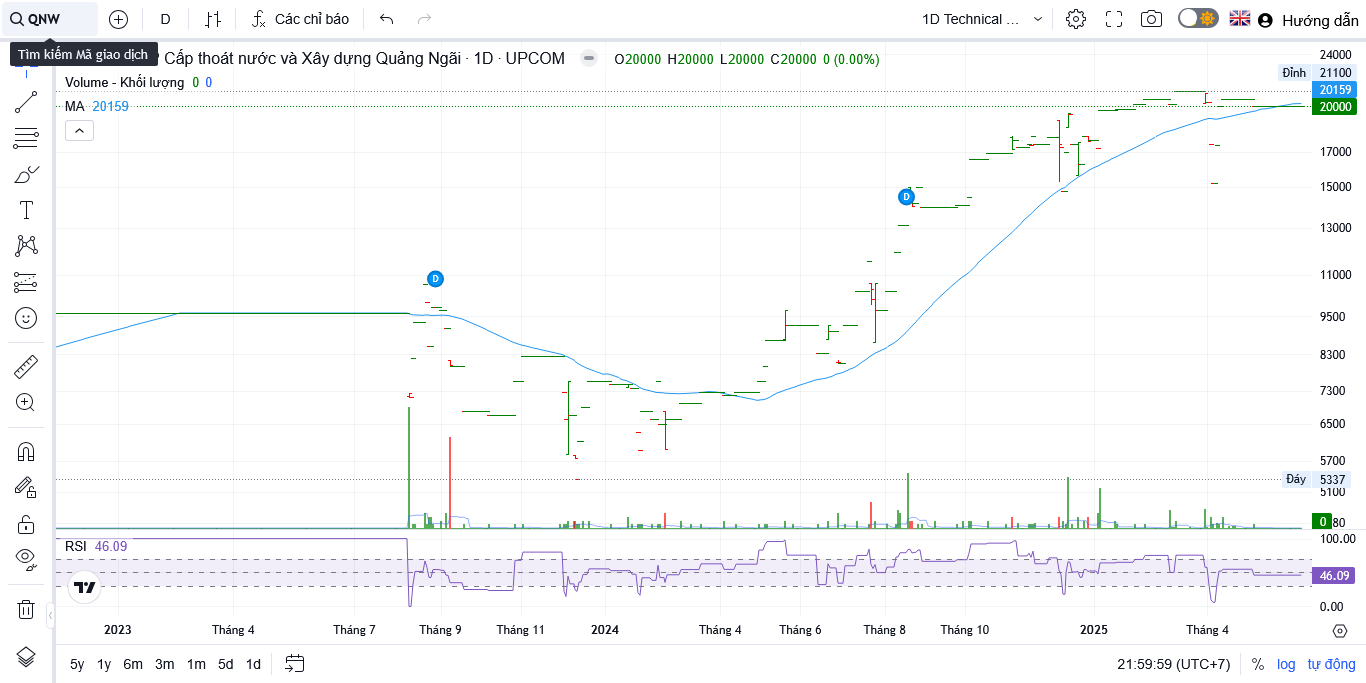 QNW D Các chỉ báo 1D Technical ... Hướng dẫn
Tìm kiếm Mã giao dịch
Cấp thoát nước và Xây dựng Quảng Ngãi · 1D · UPCOM O20000 H20000 L20000 C20000 0 (0.00%)
Volume - Khối lượng 0 0
MA 20159
24000
Đỉnh 21100
20159
20000
17000
15000
13000
D
11000
D
9500
8300
7300
6500
5700
Đáy 5337
5100
0
80
RSI 46.09
100.00
46.09
0.00
2023 Tháng 4 Tháng 7 Tháng 9 Tháng 11 2024 Tháng 4 Tháng 6 Tháng 8 Tháng 10 2025 Tháng 4
5y 1y 6m 3m 1m 5d 1d 21:59:59 (UTC+7) % log tự động